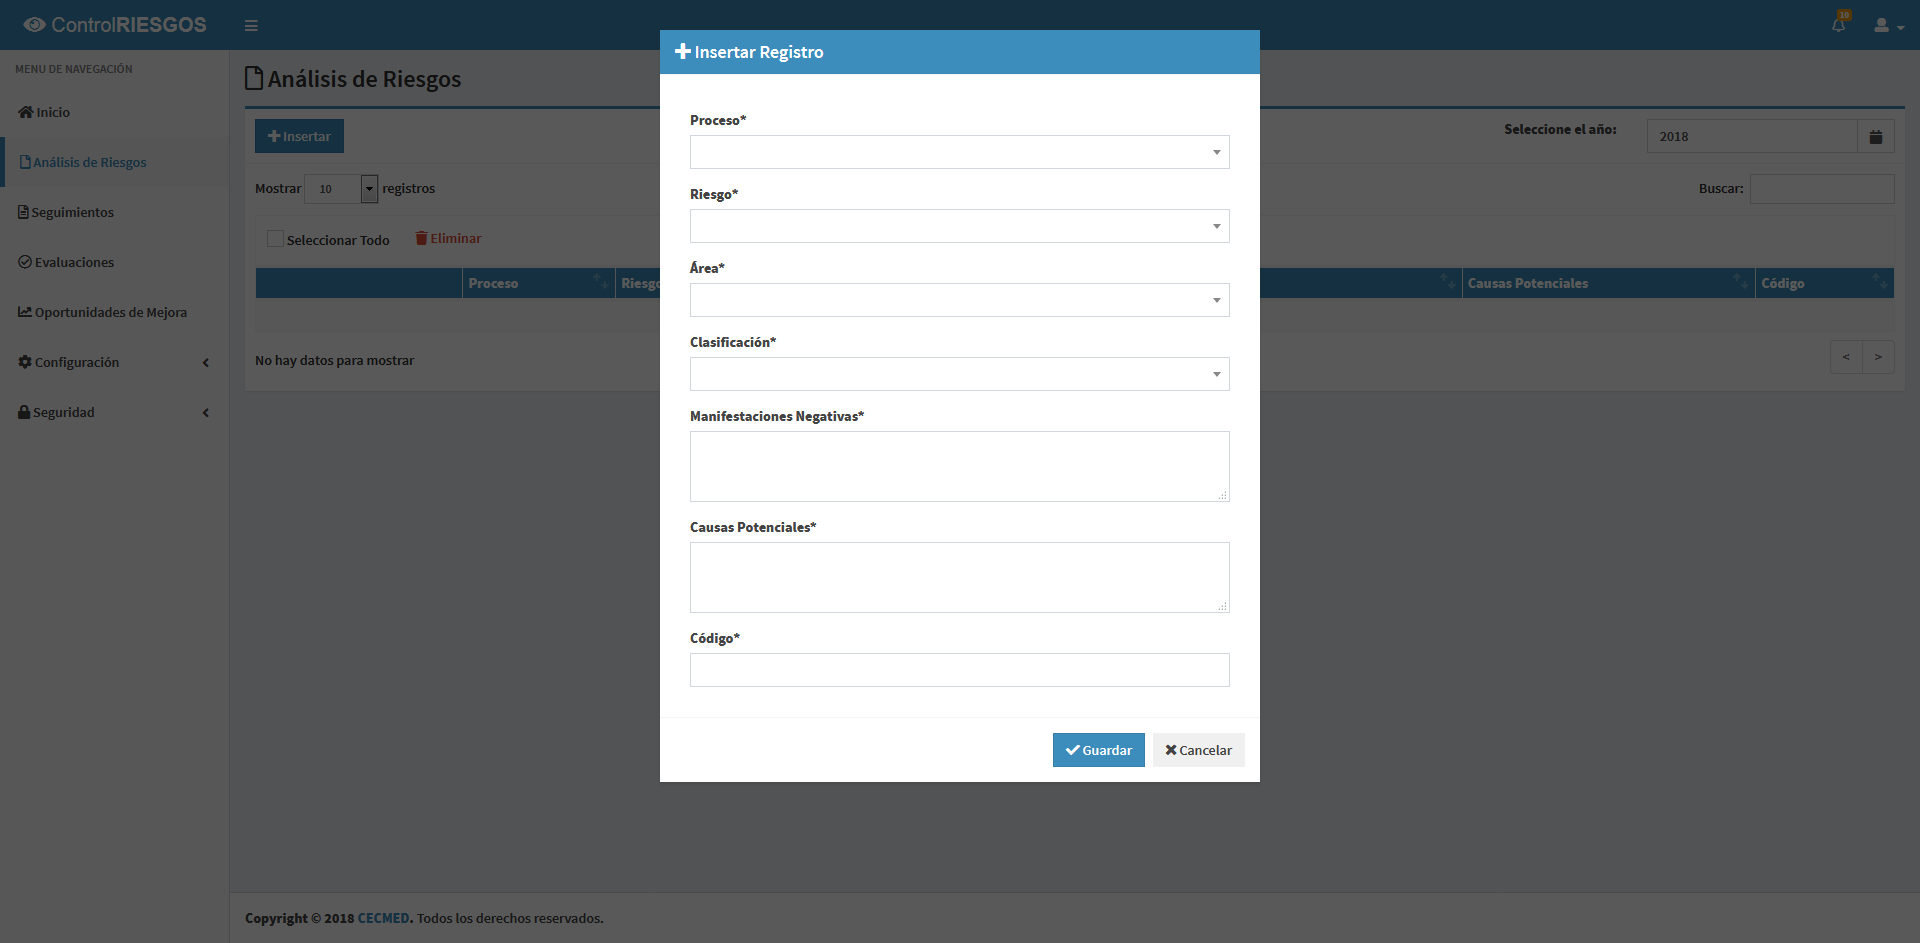 ControlRIESGOS
10
MENU DE NAVEGACIÓN
Inicio
Análisis de Riesgos
Seguimientos
Evaluaciones
Oportunidades de Mejora
Configuración
Seguridad
Análisis de Riesgos
Insertar
Seleccione el año:
2018
Mostrar 10 registros
Buscar:
Seleccionar Todo
Eliminar
Proceso
Riesgo
Causas Potenciales
Código
No hay datos para mostrar
< >
Insertar Registro
Proceso*
Riesgo*
Área*
Clasificación*
Manifestaciones Negativas*
Causas Potenciales*
Código*
Guardar
Cancelar
Copyright © 2018 CECMED. Todos los derechos reservados.